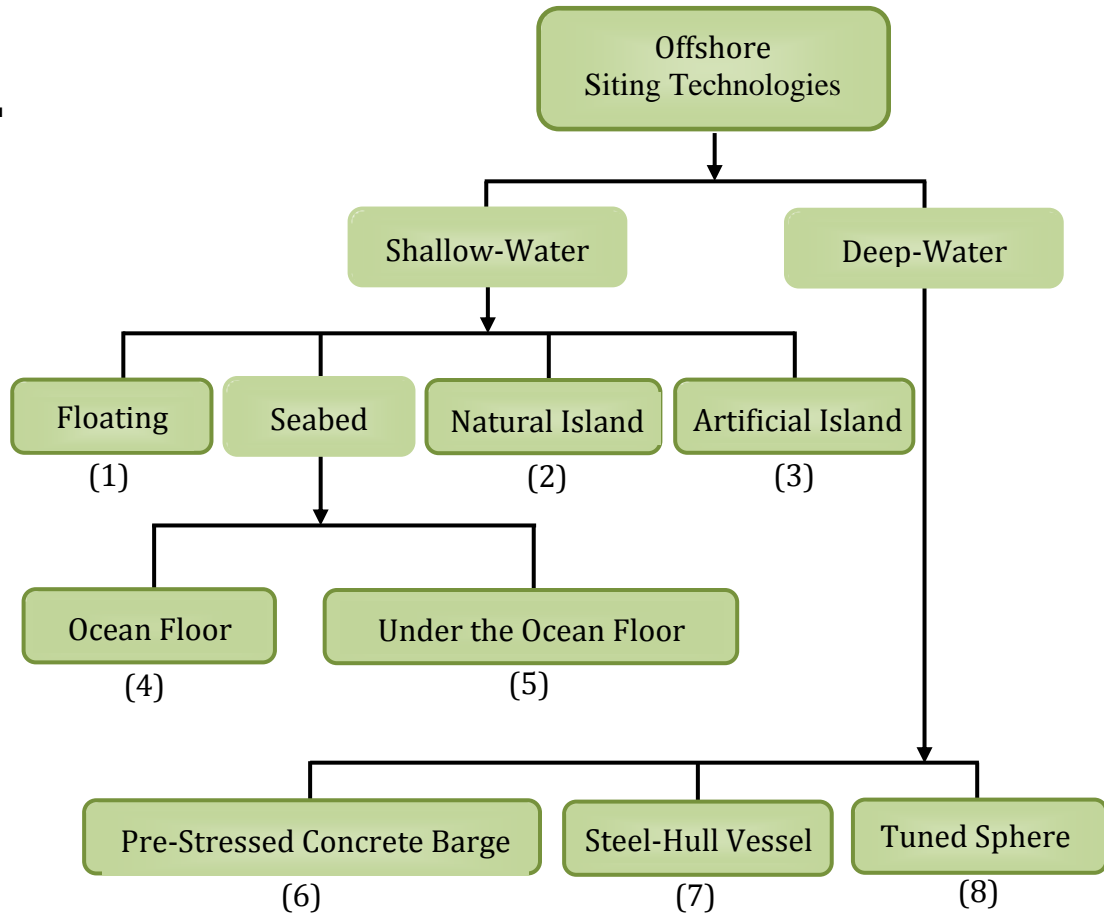 Offshore
Siting Technologies
Shallow-Water
Deep-Water
Floating
Seabed
Natural Island
Artificial Island
(1)
(2)
(3)
Ocean Floor
Under the Ocean Floor
(4)
(5)
Pre-Stressed Concrete Barge
Steel-Hull Vessel
Tuned Sphere
(6)
(7)
(8)